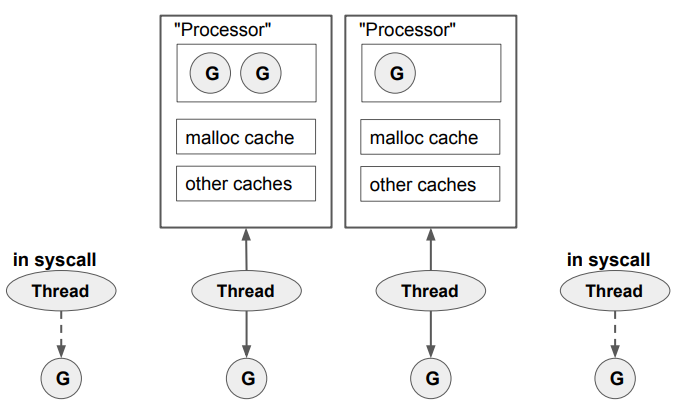 "Processor"
"Processor"
G G
G
malloc cache
malloc cache
other caches
other caches
in syscall
in syscall
Thread
Thread
Thread
Thread
G
G
G
G